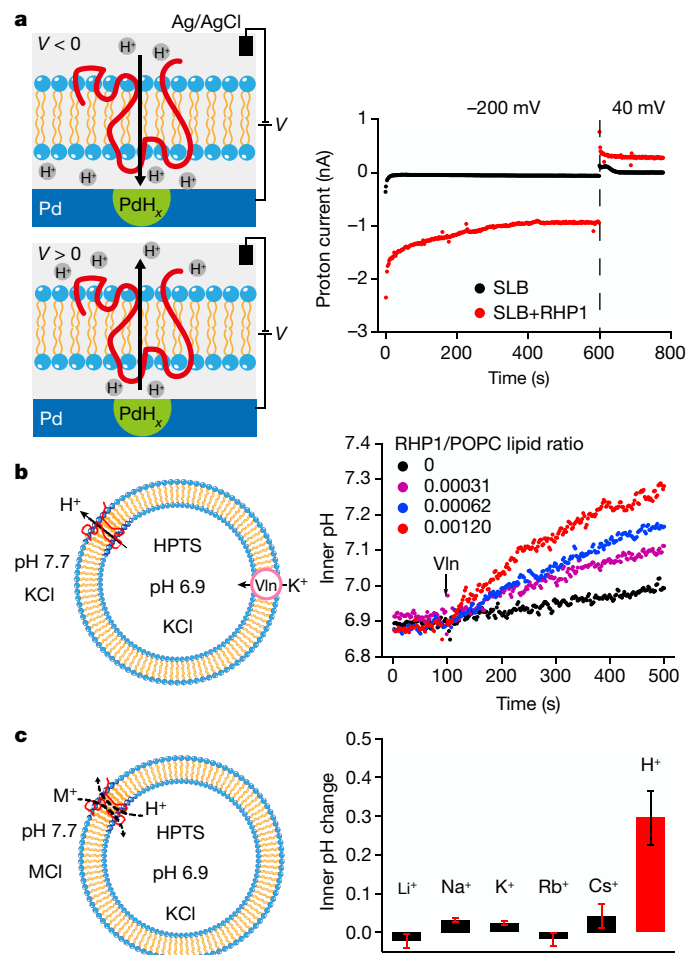 a
Ag/AgCl
V < 0
H+
H+
V
H+
H+
H+
H+
Pd
PdHx
V > 0
H+
H+
H+
H+
V
H+
H+
Pd
PdHx
−200 mV
40 mV
Proton current (nA)
1
0
−1
−2
−3
SLB
SLB+RHP1
0
200
400
600
800
Time (s)
b
H+
pH 7.7
KCl
HPTS
pH 6.9
KCl
Vln
K+
RHP1/POPC lipid ratio
0
0.00031
0.00062
0.00120
Vln
Inner pH
7.3
7.2
7.1
7.0
6.9
6.8
0
100
200
300
400
500
Time (s)
c
M+
H+
pH 7.7
MCl
HPTS
pH 6.9
KCl
Inner pH change
0.5
0.4
0.3
0.2
0.1
0.0
Li+
Na+
K+
Rb+
Cs+
H+